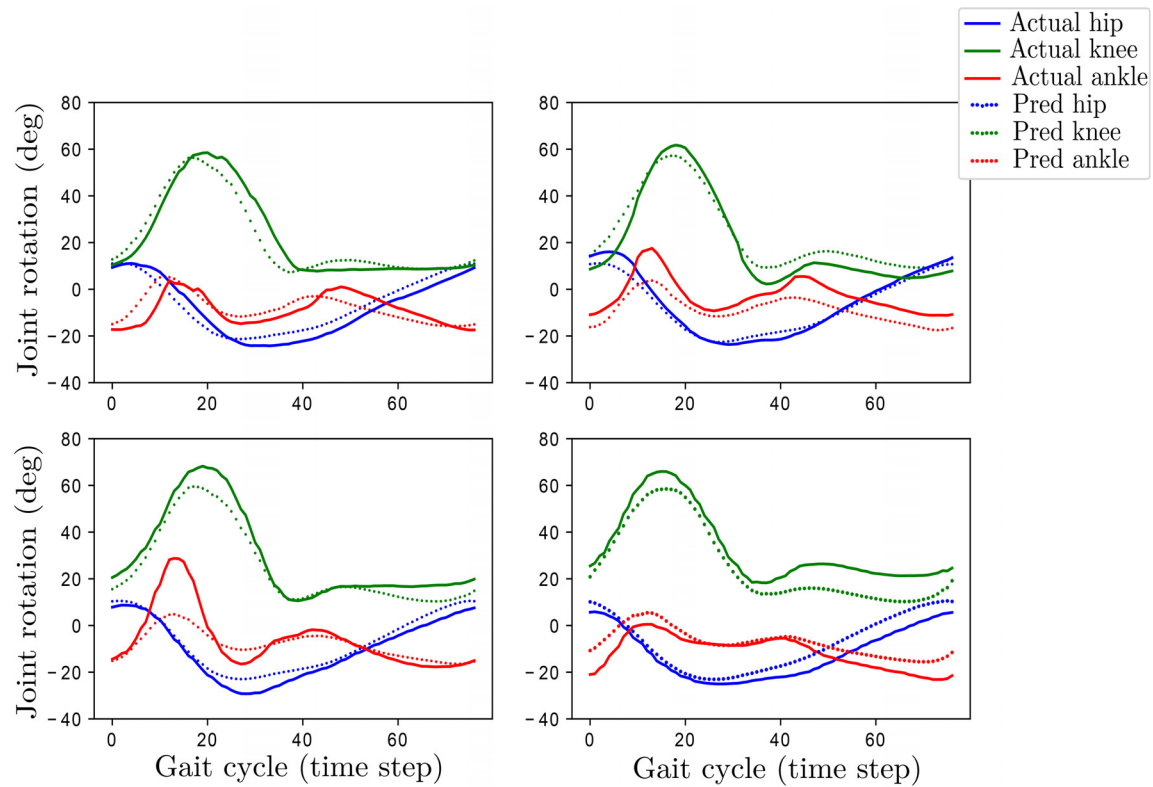 Actual hip
Actual knee
Actual ankle
Pred hip
Pred knee
Pred ankle
Joint rotation (deg)
80
60
40
20
0
−20
−40
0 20 40 60
80
60
40
20
0
−20
−40
0 20 40 60
Joint rotation (deg)
80
60
40
20
0
−20
−40
0 20 40 60
Gait cycle (time step)
80
60
40
20
0
−20
−40
0 20 40 60
Gait cycle (time step)